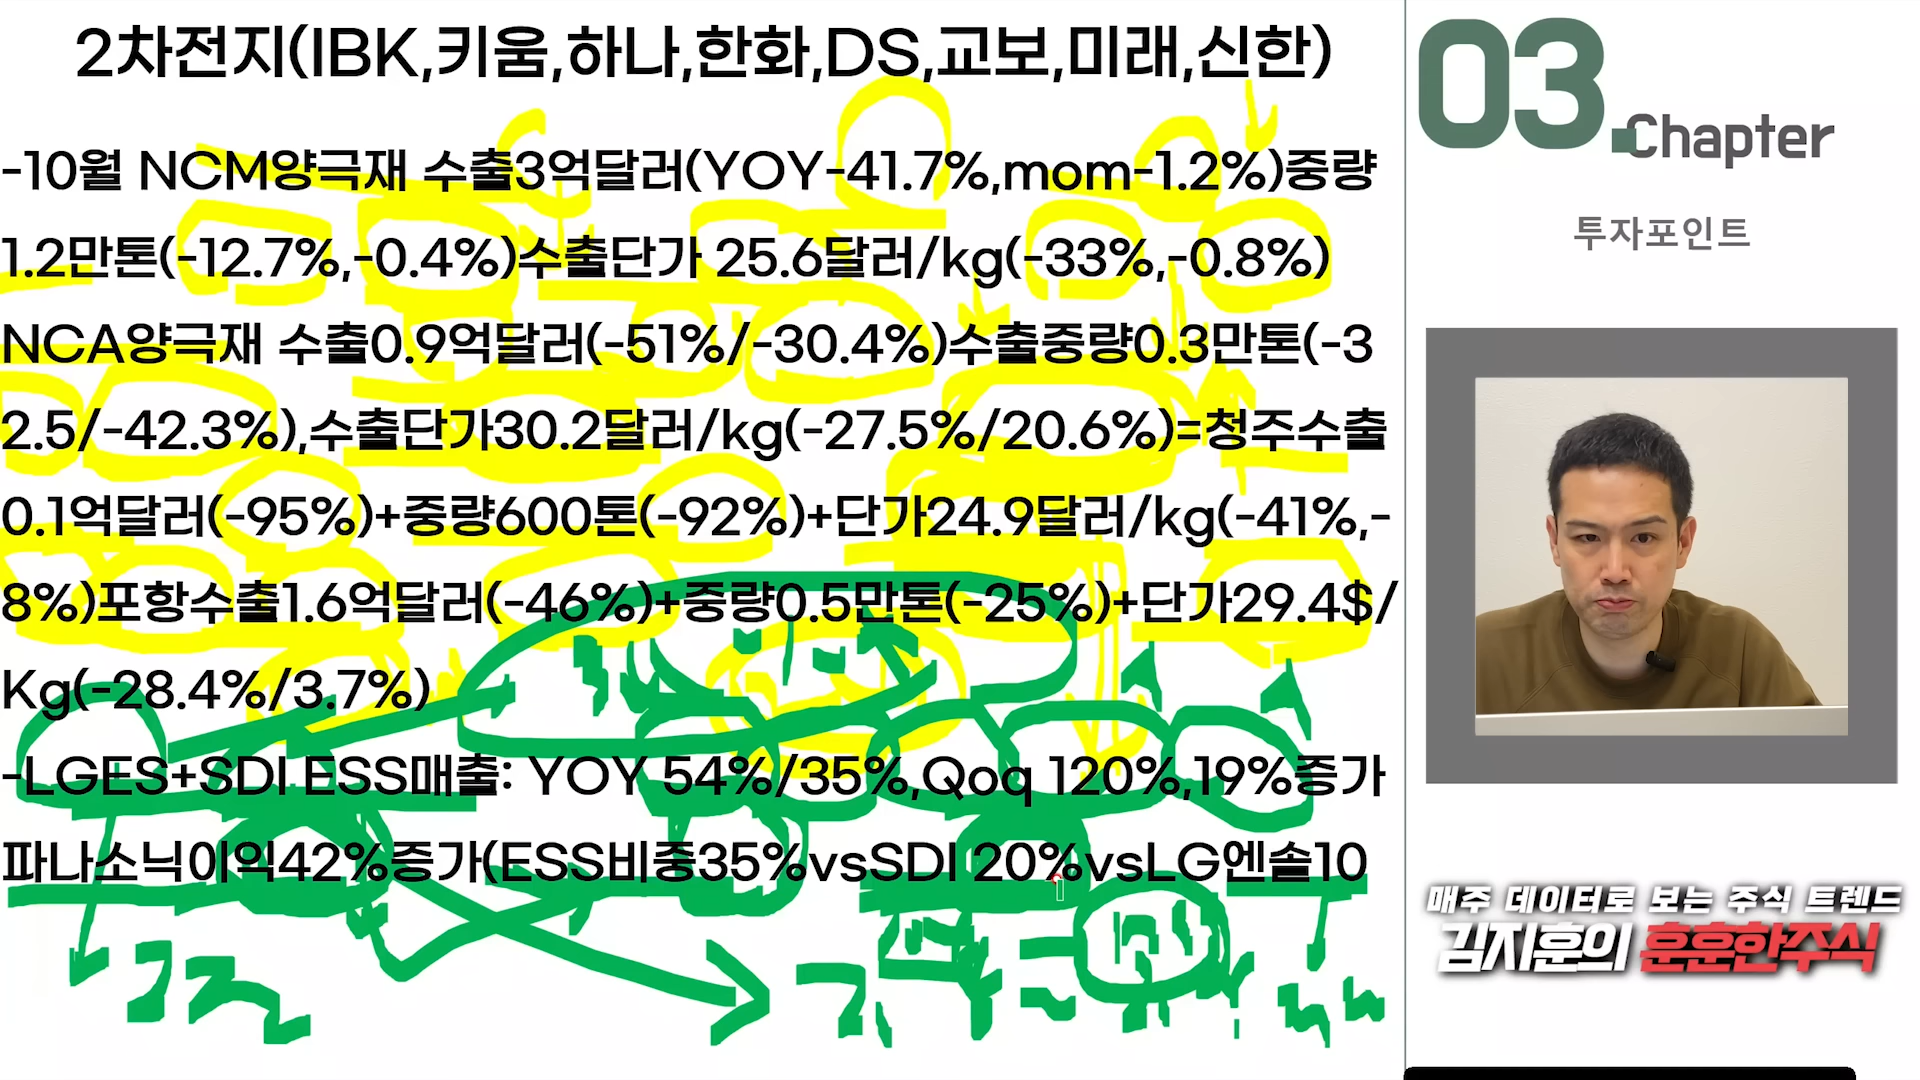 2차전지(IBK,키움,하나,한화,DS,교보,미래,신한)
-10월 NCM양극재 수출3억달러(YOY-41.7%,mom-1.2%)중량
1.2만톤(-12.7%,-0.4%)수출단가 25.6달러/kg(-33%,-0.8%)
NCA양극재 수출0.9억달러(-51%/-30.4%)수출중량0.3만톤(-3
2.5/-42.3%),수출단가30.2달러/kg(-27.5%/20.6%)=청주수출
0.1억달러(-95%)+중량600톤(-92%)+단가24.9달러/kg(-41%,-
8%)포항수출1.6억달러(-46%)+중량0.5만톤(-25%)+단가29.4$/
Kg(-28.4%/3.7%)
-LGES+SDI ESS매출: YOY 54%/35%,Qoq 120%,19%증가
파나소닉이익42%증가(ESS비중35%vsSDI 20%vsLG엔솔10
03.Chapter
투자포인트
매주 데이터로 보는 주식 트렌드
김지훈의 훈훈한주식